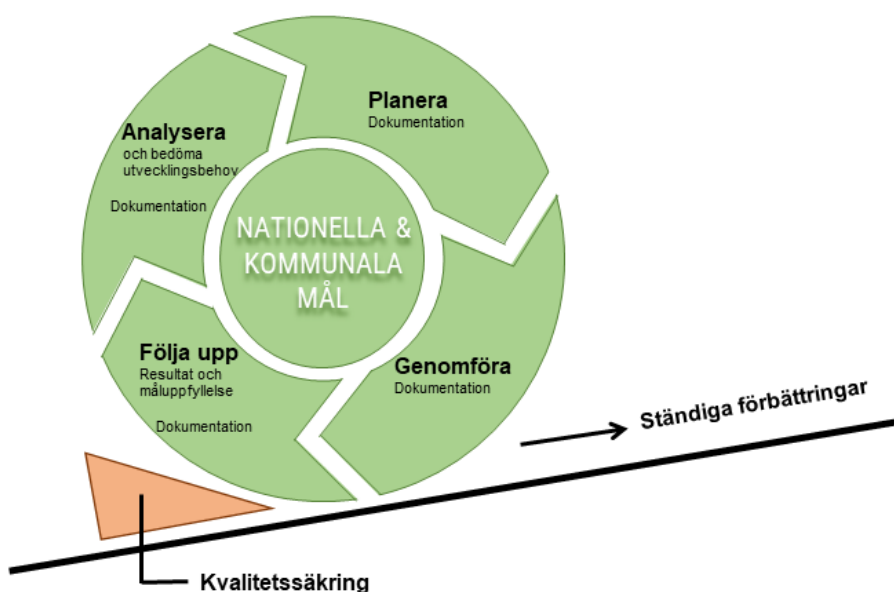 Planera
Dokumentation
Analysera
och bedöma
utvecklingsbehov
Dokumentation
NATIONELLA &
KOMMUNALA
MÅL
Följa upp
Resultat och
måluppfyllelse
Dokumentation
Genomföra
Dokumentation
Ständiga förbättringar
Kvalitetssäkring